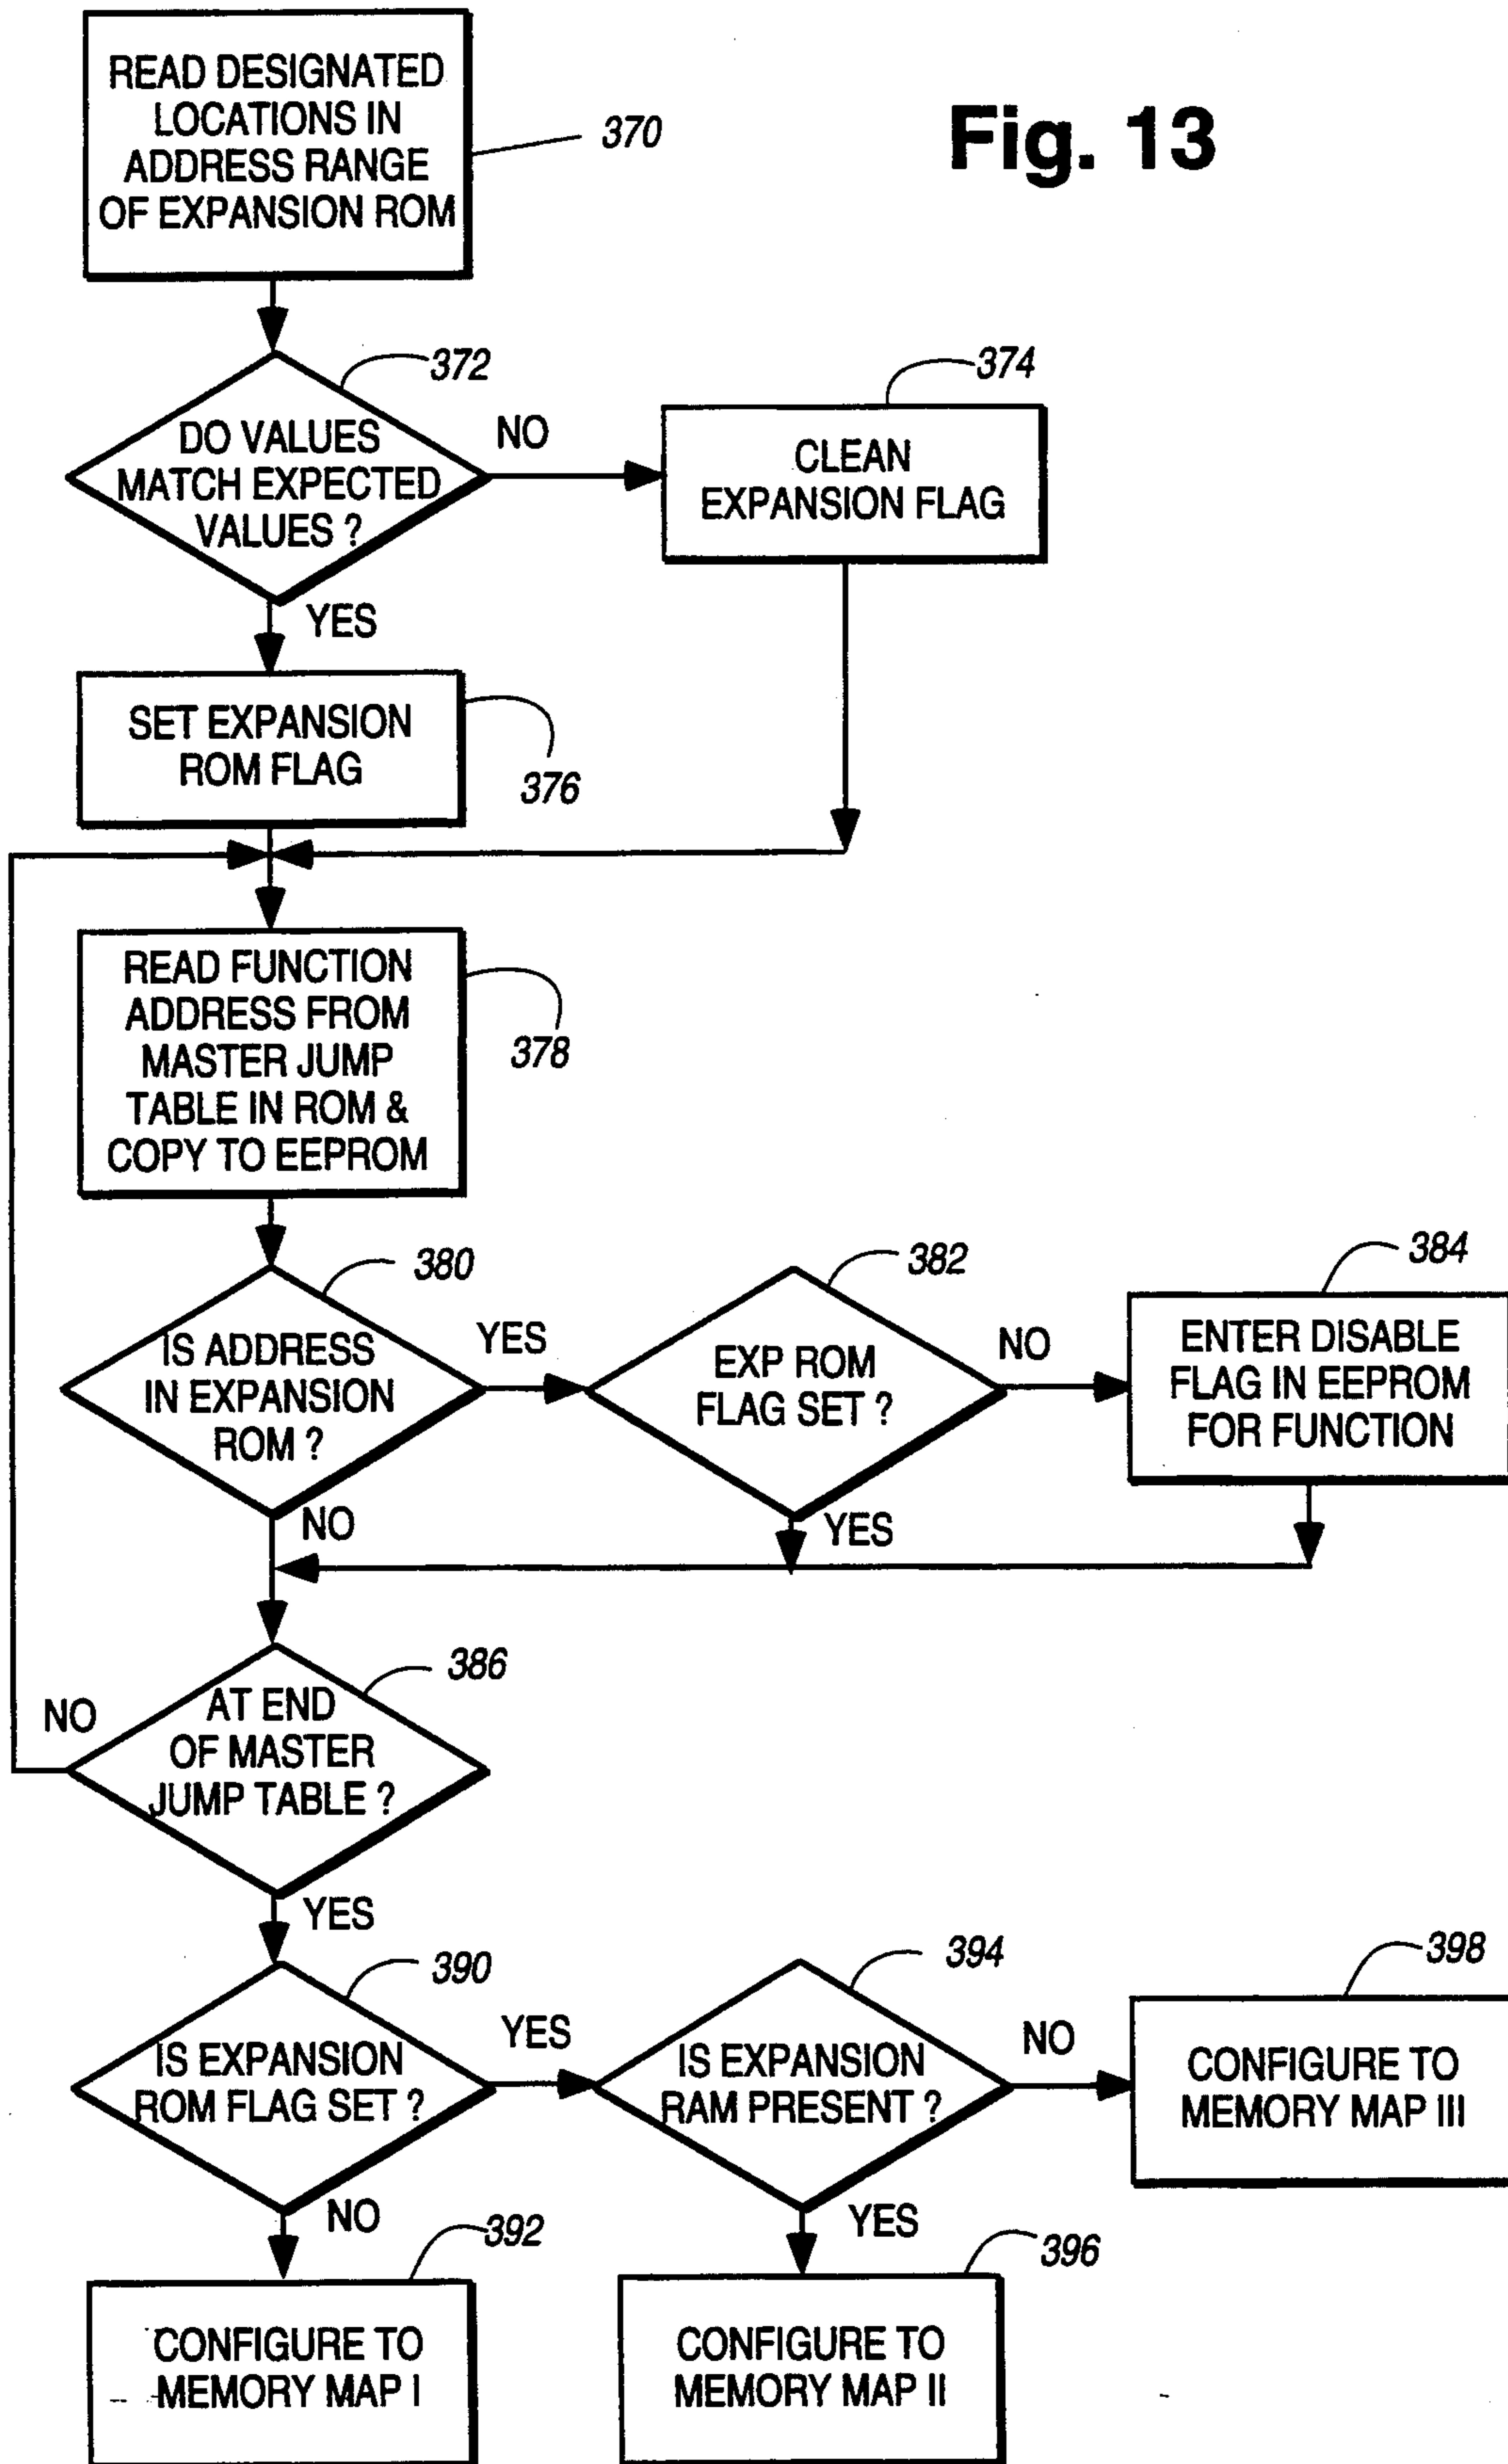 READ DESIGNATED
LOCATIONS IN
ADDRESS RANGE
OF EXPANSION ROM
370
Fig. 13
372
DO VALUES
MATCH EXPECTED
VALUES ?
NO
374
CLEAN
EXPANSION FLAG
YES
SET EXPANSION
ROM FLAG
376
READ FUNCTION
ADDRESS FROM
MASTER JUMP
TABLE IN ROM &
COPY TO EEPROM
378
380
IS ADDRESS
IN EXPANSION
ROM ?
YES
382
EXP ROM
FLAG SET ?
NO
384
ENTER DISABLE
FLAG IN EEPROM
FOR FUNCTION
NO
YES
386
NO
AT END
OF MASTER
JUMP TABLE ?
YES
390
IS EXPANSION
ROM FLAG SET ?
YES
394
IS EXPANSION
RAM PRESENT ?
NO
398
CONFIGURE TO
MEMORY MAP III
NO
392
CONFIGURE TO
MEMORY MAP I
YES
396
CONFIGURE TO
MEMORY MAP II